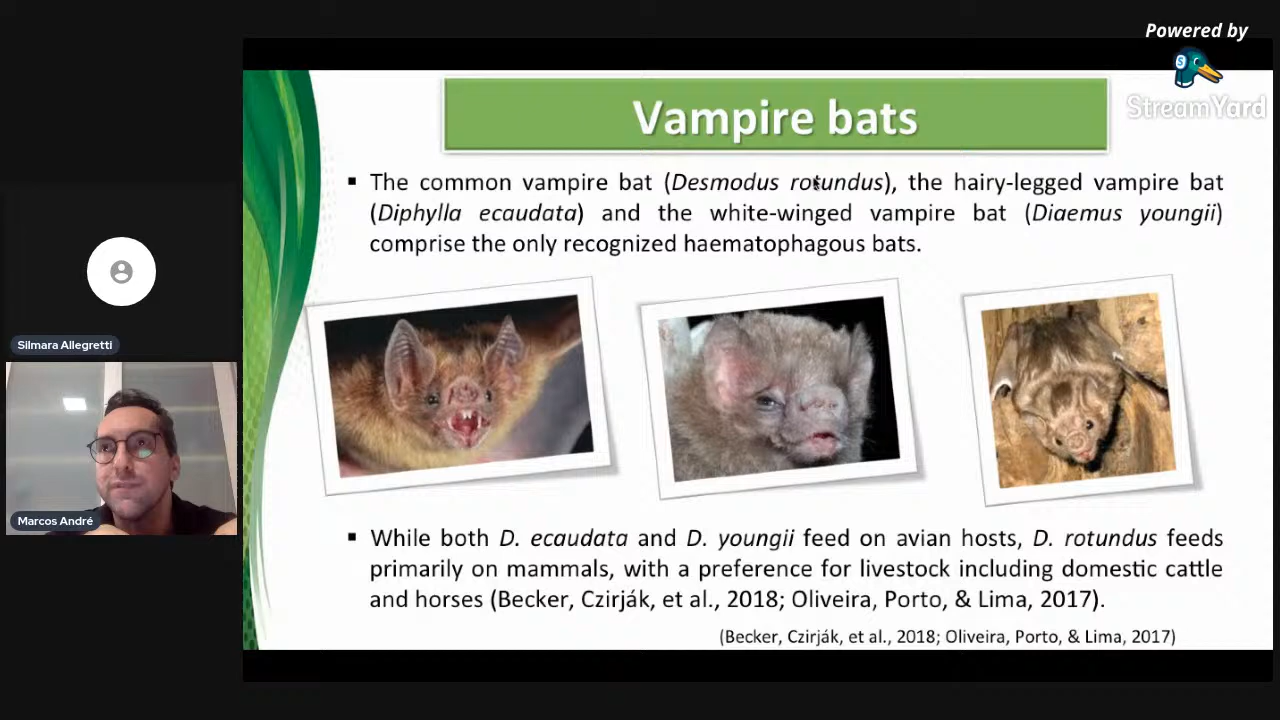 Powered by
StreamYard
Vampire bats
▪ The common vampire bat (Desmodus rotundus), the hairy-legged vampire bat
(Diphylla ecaudata) and the white-winged vampire bat (Diaemus youngii)
comprise the only recognized haematophagous bats.
Silmara Allegretti
Marcos André
▪ While both D. ecaudata and D. youngii feed on avian hosts, D. rotundus feeds
primarily on mammals, with a preference for livestock including domestic cattle
and horses (Becker, Czirják, et al., 2018; Oliveira, Porto, & Lima, 2017).
(Becker, Czirják, et al., 2018; Oliveira, Porto, & Lima, 2017)